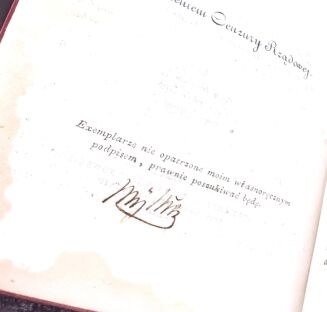 Cenzury Rządowej.
Exemplarze nie opatrzone moim własnoręcznym
podpisem, prawnie poszukiwać będę.